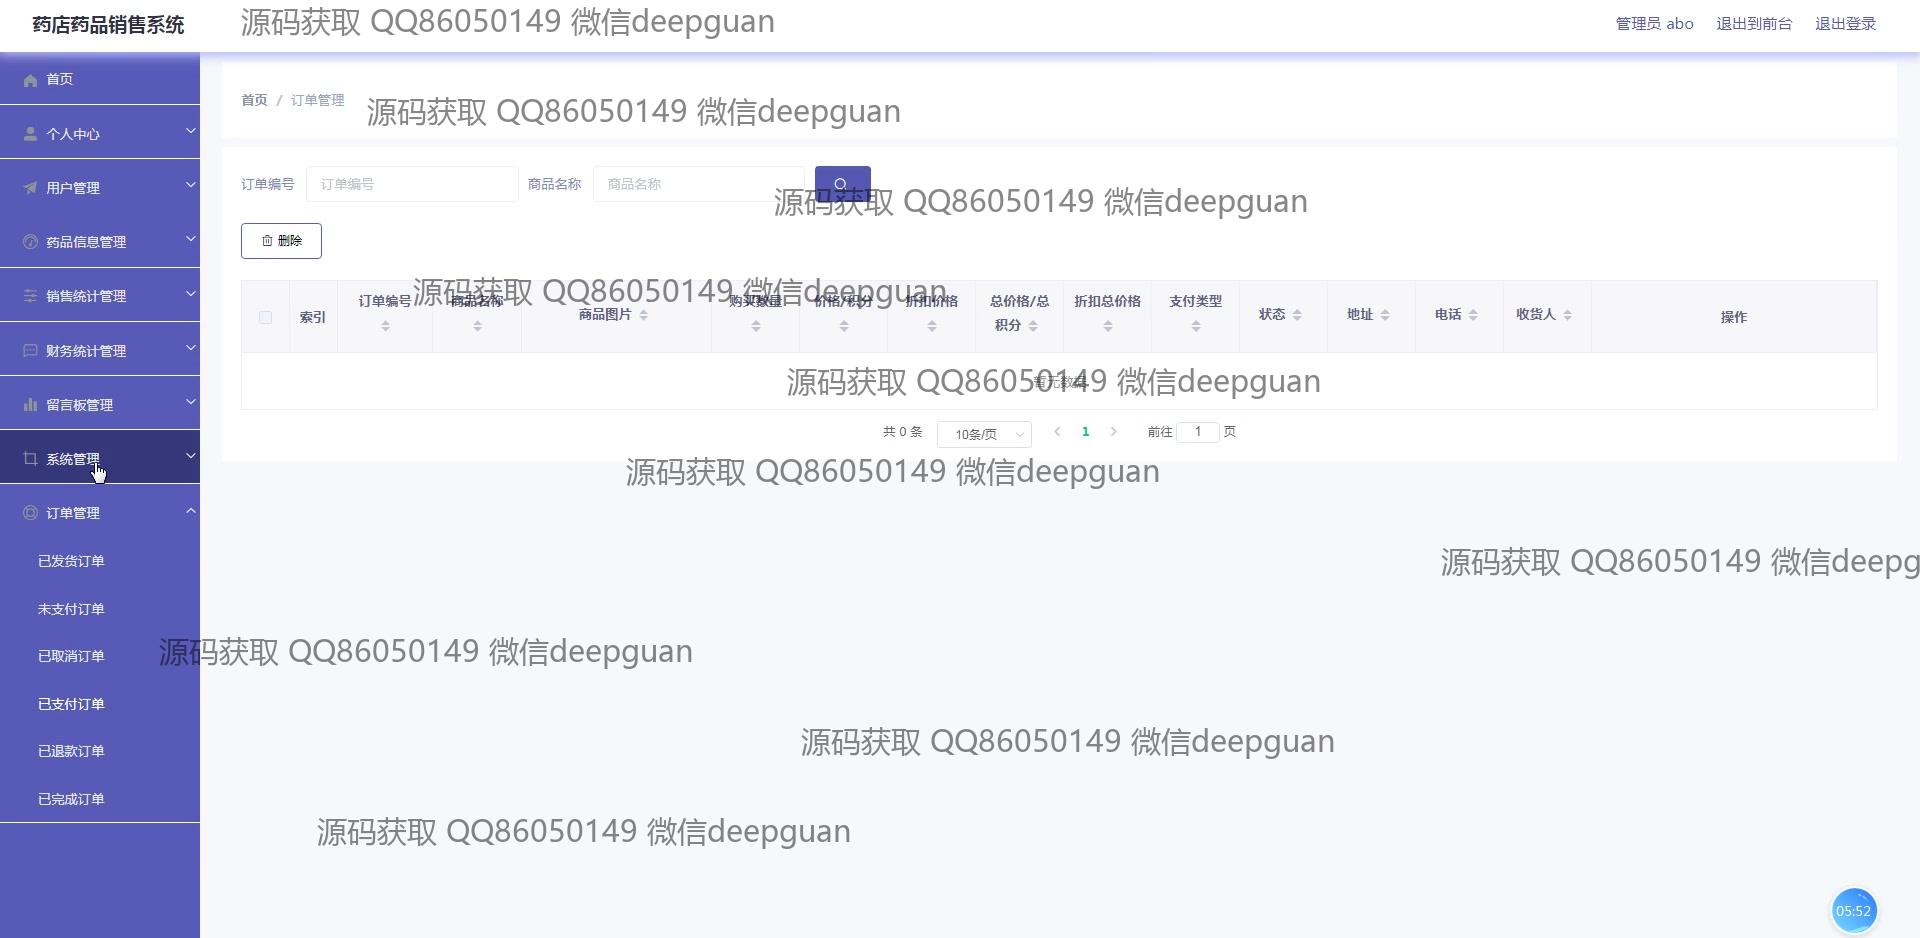 药店药品销售系统
源码获取 QQ86050149 微信deepguan
管理员 abo 退出到前台 退出登录
首页
个人中心
用户管理
药品信息管理
销售统计管理
财务统计管理
留言板管理
系统管理
订单管理
已发货订单
未支付订单
已取消订单
已支付订单
已退款订单
已完成订单
首页 / 订单管理
源码获取 QQ86050149 微信deepguan
订单编号 订单编号 商品名称 商品名称
源码获取 QQ86050149 微信deepguan
删除
源码获取 QQ86050149 微信deepguan
索引 订单编号 商品名称 商品图片 购买数量 价格/积分 折扣价格 总价格/总积分 折扣总价格 支付类型 状态 地址 电话 收货人 操作
暂无数据
源码获取 QQ86050149 微信deepguan
共 0 条 10条/页 1 前往 1 页
源码获取 QQ86050149 微信deepguan
源码获取 QQ86050149 微信deepg
源码获取 QQ86050149 微信deepguan
源码获取 QQ86050149 微信deepguan
源码获取 QQ86050149 微信deepguan
05:52